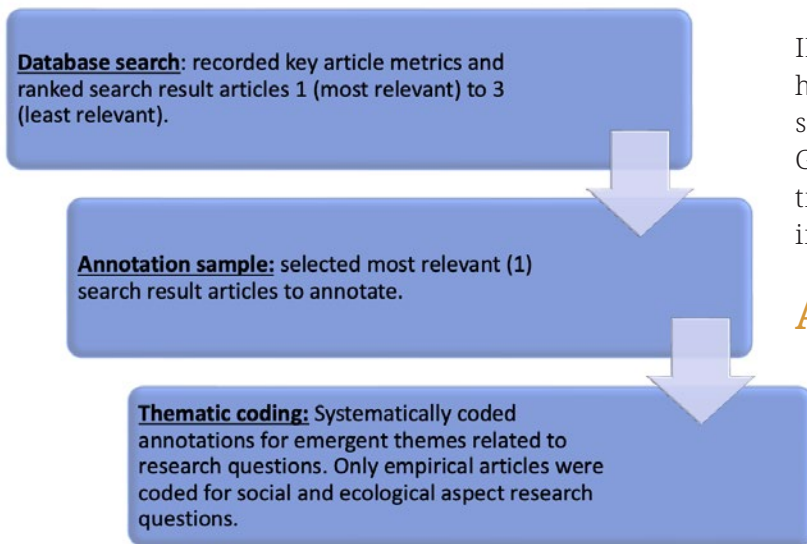 Database search: recorded key article metrics and
ranked search result articles 1 (most relevant) to 3
(least relevant).
Annotation sample: selected most relevant (1)
search result articles to annotate.
Thematic coding: Systematically coded
annotations for emergent themes related to
research questions. Only empirical articles were
coded for social and ecological aspect research
questions.